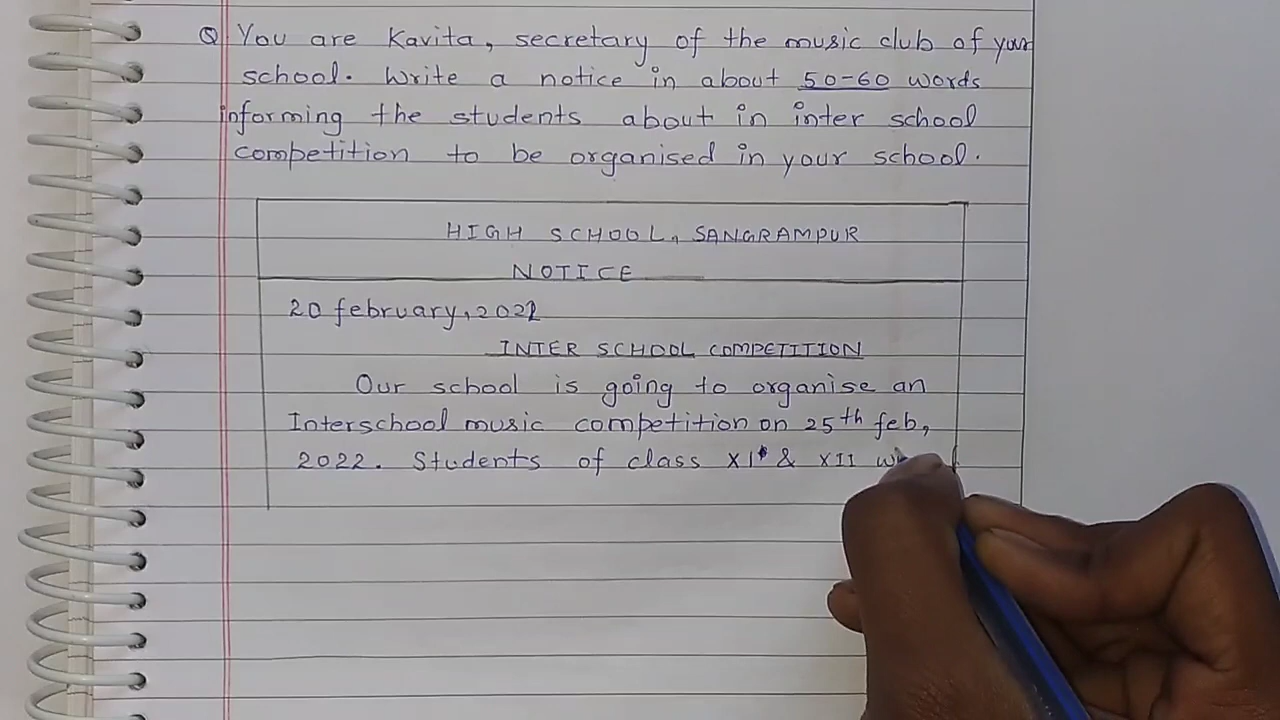 Q You are Kavita, secretary of the music club of your
school. Write a notice in about 50-60 words
informing the students about in inter school
competition to be organised in your school.
HIGH SCHOOL, SANGRAMPUR
NOTICE
20 february, 2022
INTER SCHOOL COMPETITION
Our school is going to organise an
Interschool music competition on 25th feb,
2022. Students of class XI & XII